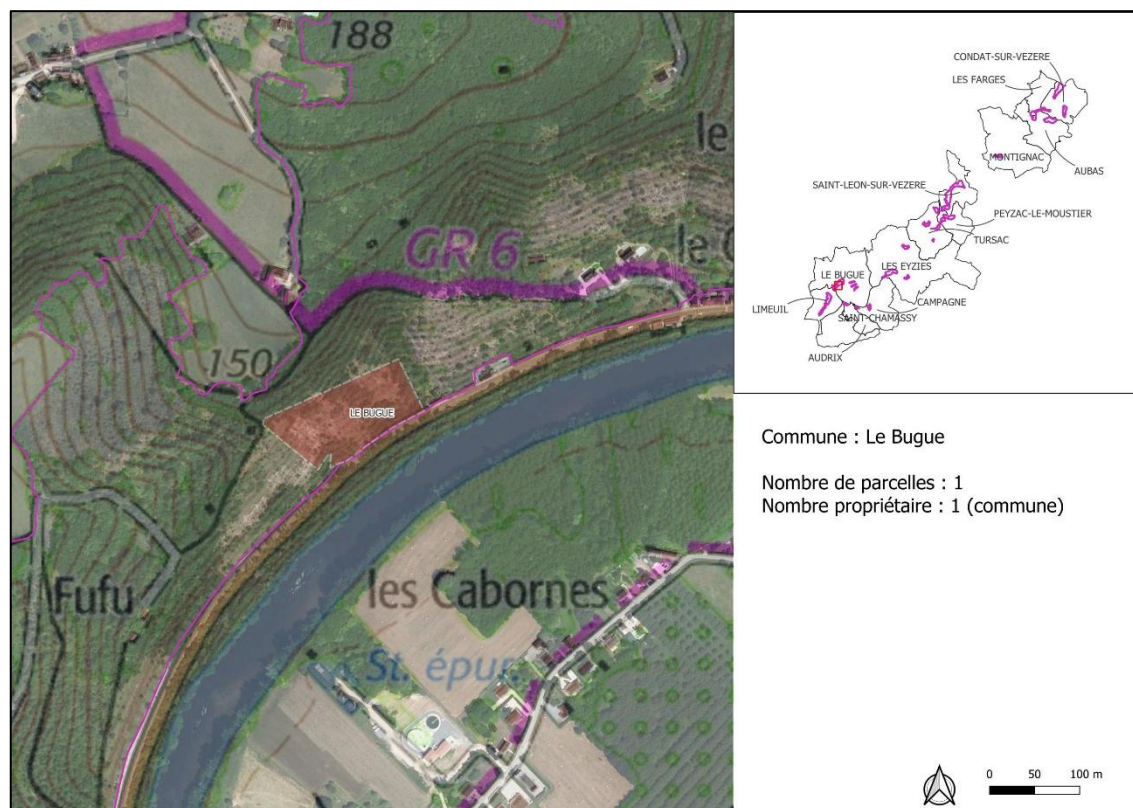 188
le
GR 6
le
150
LE BUGUE
Fufu
les Cabornes
St. épur.
CONDAT-SUR-VEZERE
LES FARGES
MONTIGNAC
AUBAS
SAINT-LEON-SUR-VEZERE
PEYZAC-LE-MOUSTIER
TURSAC
LES EYZIES
LE BUGUE
CAMPAGNE
LIMEUIL
SAINT-CHAMASSY
AUDRIX
Commune : Le Bugue
Nombre de parcelles : 1
Nombre propriétaire : 1 (commune)
0 50 100 m